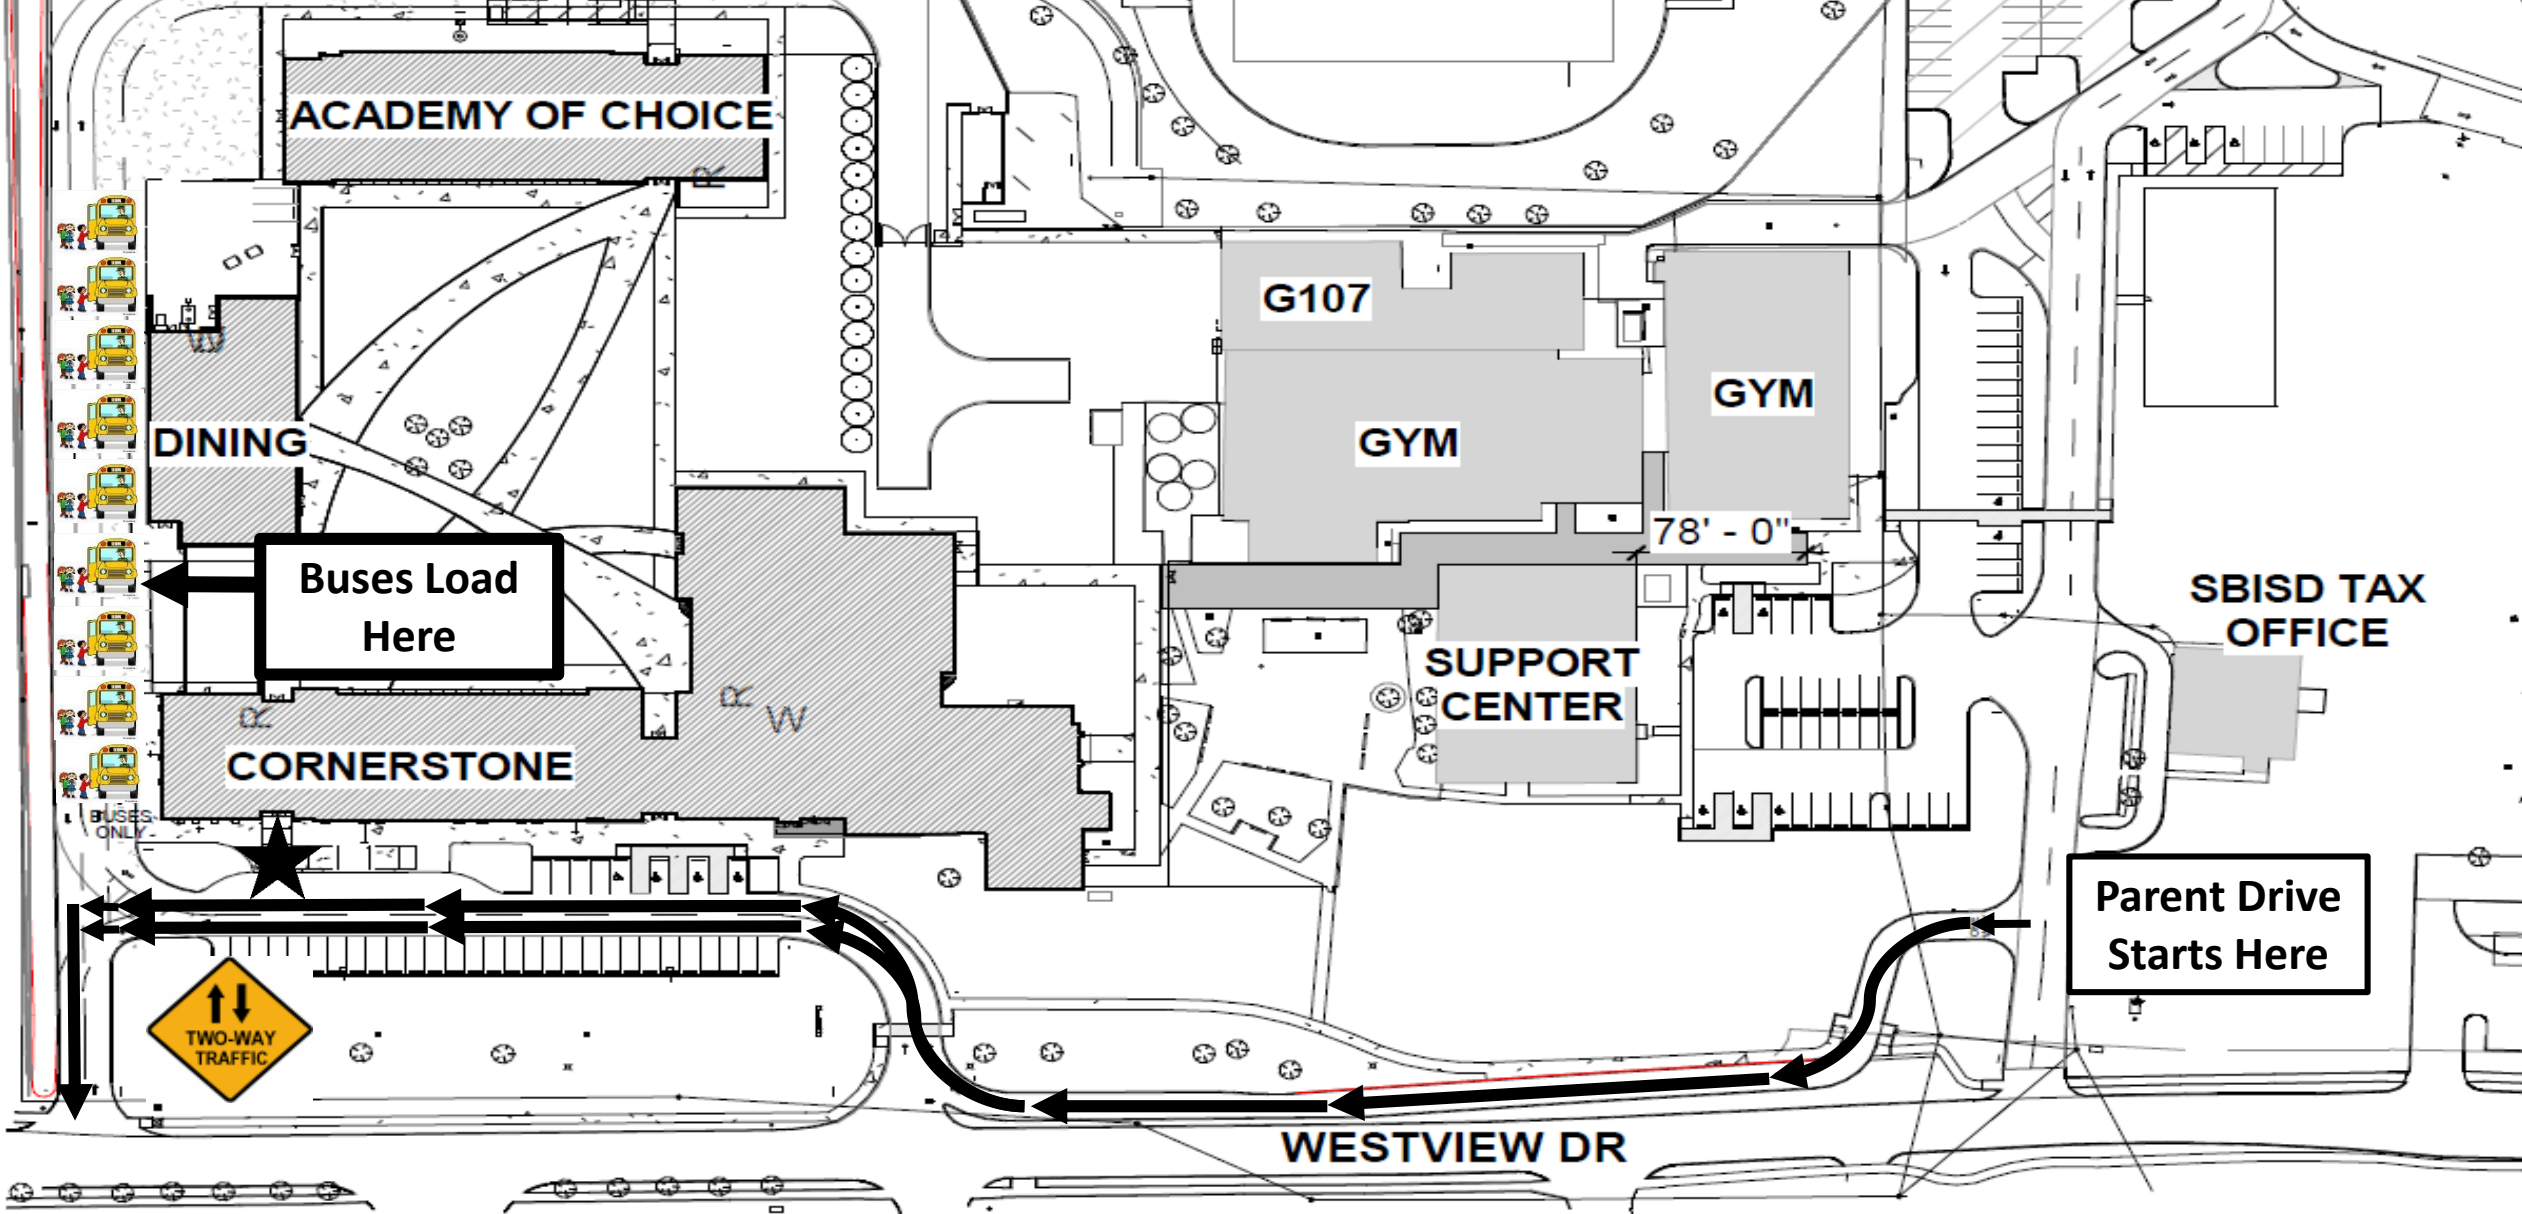 ACADEMY OF CHOICE
R
G107
GYM
W
DINING
GYM
78' - 0"
Buses Load
Here
SBISD TAX
OFFICE
SUPPORT
CENTER
R
R
W
CORNERSTONE
BUSES
ONLY
Parent Drive
Starts Here
TWO-WAY
TRAFFIC
WESTVIEW DR